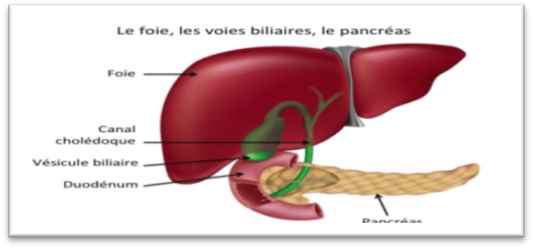 Le foie, les voies biliaires, le pancréas
Foie
Canal
cholédoque
Vésicule biliaire
Duodénum
Pancréas